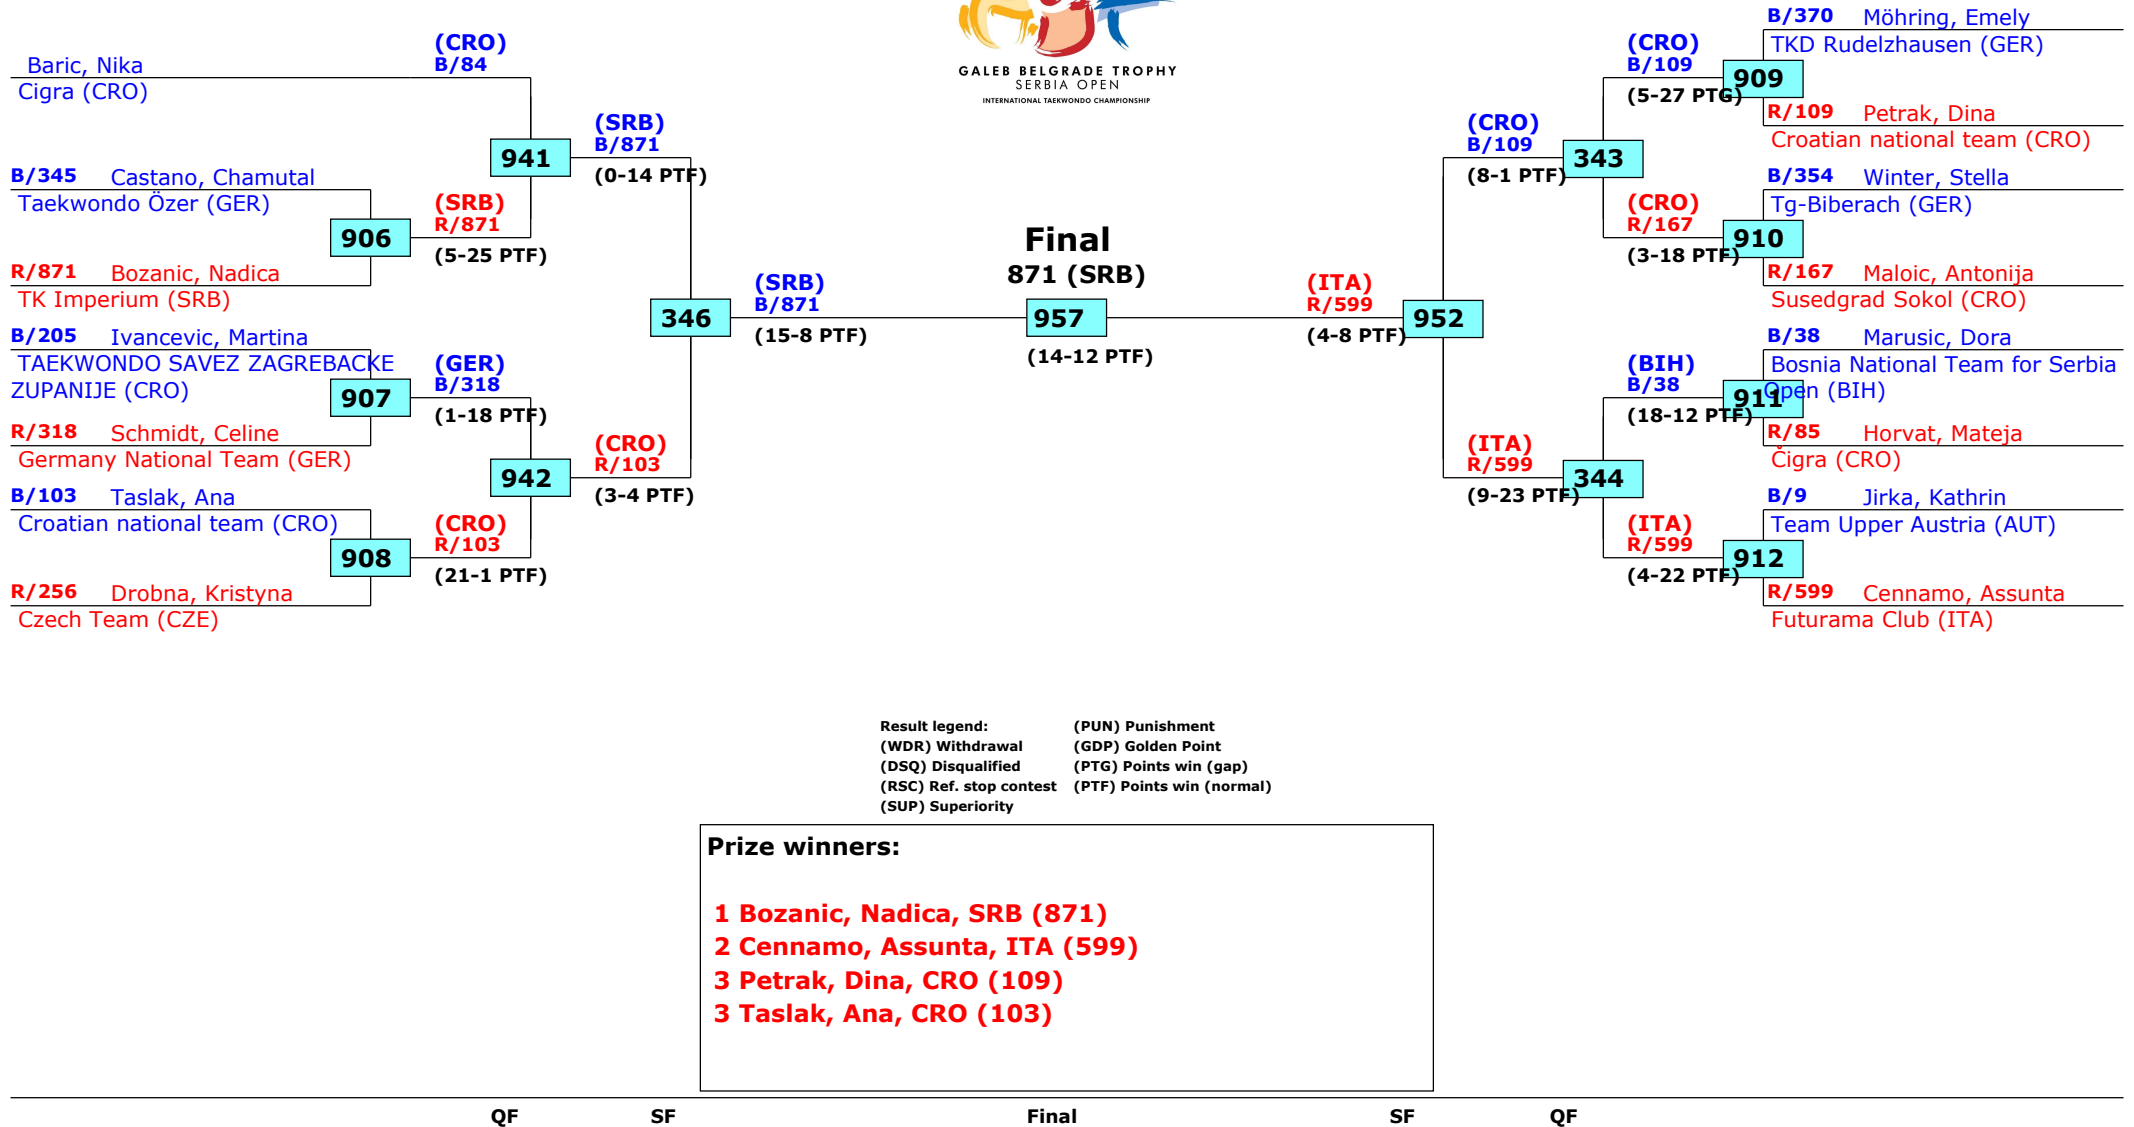 GALEB BELGRADE TROPHY
SERBIA OPEN
INTERNATIONAL TAEKWONDO CHAMPIONSHIP
Baric, Nika
Cigra (CRO)
(CRO)
B/84
941
B/345 Castano, Chamutal
Taekwondo Özer (GER)
906
R/871 Bozanic, Nadica
TK Imperium (SRB)
(SRB)
R/871
(5-25 PTF)
(SRB)
B/871
(0-14 PTF)
B/205 Ivancevic, Martina
TAEKWONDO SAVEZ ZAGREBACKE
ZUPANIJE (CRO)
907
R/318 Schmidt, Celine
Germany National Team (GER)
(GER)
B/318
(1-18 PTF)
942
B/103 Taslak, Ana
Croatian national team (CRO)
908
R/256 Drobna, Kristyna
Czech Team (CZE)
(CRO)
R/103
(21-1 PTF)
(CRO)
R/103
(3-4 PTF)
346
(SRB)
B/871
(15-8 PTF)
Final
871 (SRB)
957
(14-12 PTF)
(ITA)
R/599
(4-8 PTF)
952
(CRO)
B/109
(8-1 PTF)
343
(CRO)
B/109
(5-27 PTG)
909
B/370 Möhring, Emely
TKD Rudelzhausen (GER)
R/109 Petrak, Dina
Croatian national team (CRO)
(CRO)
R/167
(3-18 PTF)
910
B/354 Winter, Stella
Tg-Biberach (GER)
R/167 Maloic, Antonija
Susedgrad Sokol (CRO)
(ITA)
R/599
(9-23 PTF)
344
(BIH)
B/38
(18-12 PTF)
911
B/38 Marusic, Dora
Bosnia National Team for Serbia
Open (BIH)
R/85 Horvat, Mateja
Čigra (CRO)
(ITA)
R/599
(4-22 PTF)
912
B/9 Jirka, Kathrin
Team Upper Austria (AUT)
R/599 Cennamo, Assunta
Futurama Club (ITA)
Result legend: (PUN) Punishment
(WDR) Withdrawal (GDP) Golden Point
(DSQ) Disqualified (PTG) Points win (gap)
(RSC) Ref. stop contest (PTF) Points win (normal)
(SUP) Superiority
Prize winners:
1 Bozanic, Nadica, SRB (871)
2 Cennamo, Assunta, ITA (599)
3 Petrak, Dina, CRO (109)
3 Taslak, Ana, CRO (103)
QF SF Final SF QF